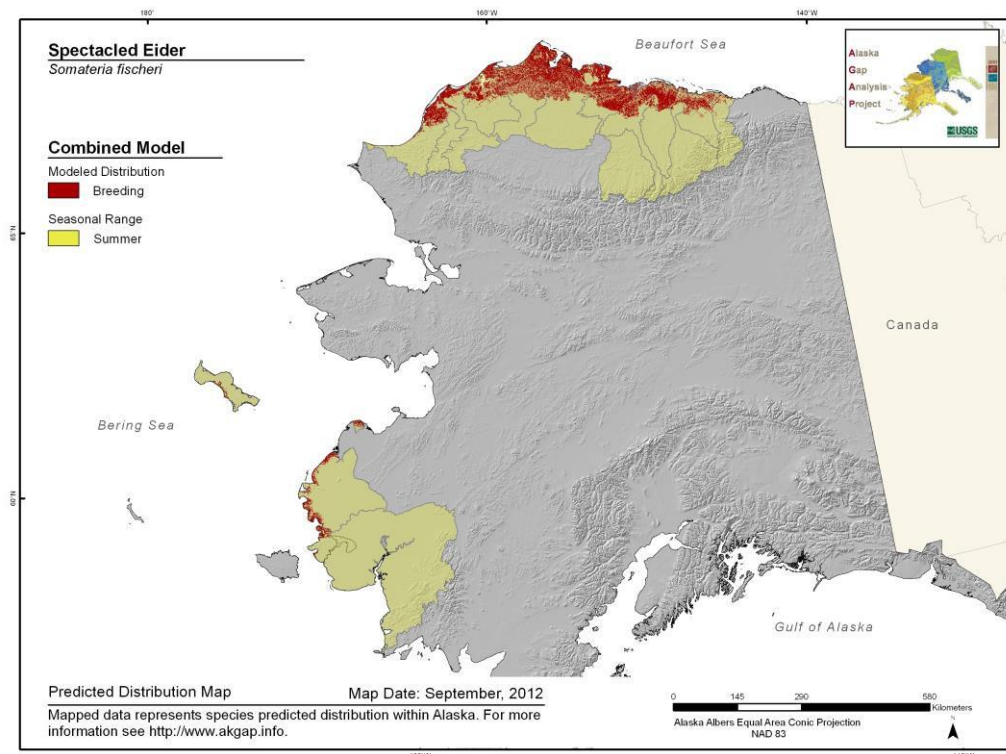 180°
160°W
140°W
Spectacled Eider
Somateria fischeri
Beaufort Sea
Alaska
Gap
Analysis
Project
USGS
Combined Model
Modeled Distribution
Breeding
Seasonal Range
Summer
65°N
Canada
Bering Sea
60°N
Gulf of Alaska
Predicted Distribution Map
Map Date: September, 2012
Mapped data represents species predicted distribution within Alaska. For more
information see http://www.akgap.info.
0 145 290 580
Kilometers
Alaska Albers Equal Area Conic Projection
NAD 83
N